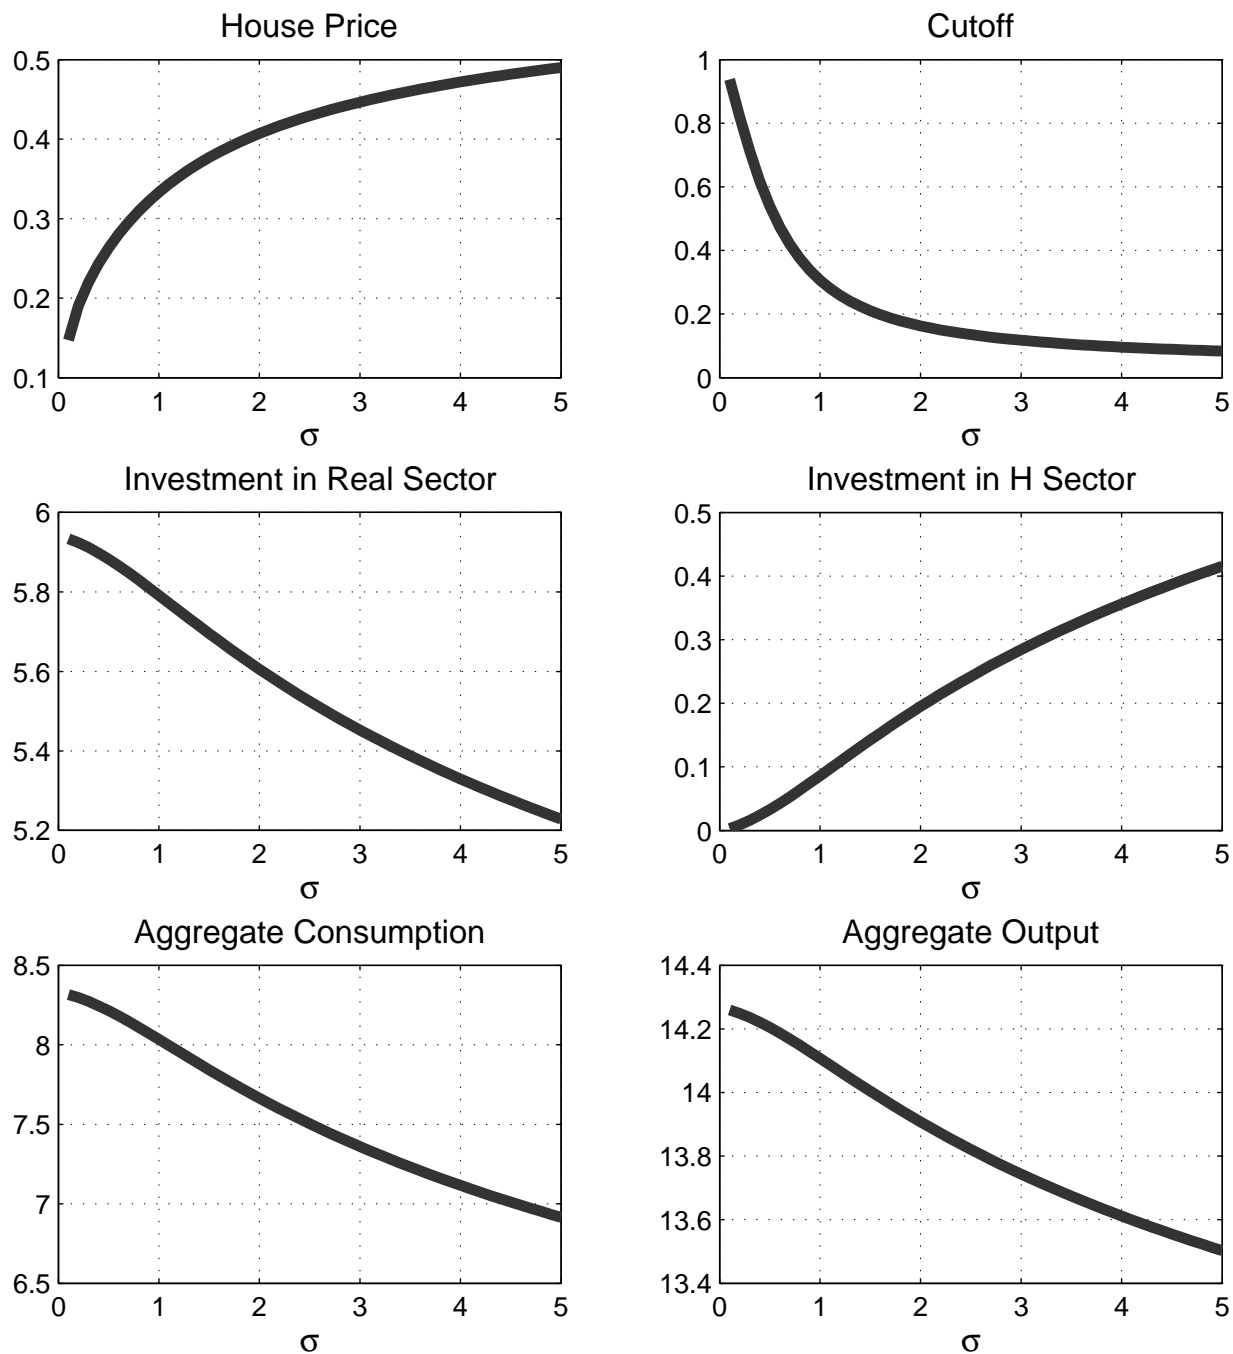 House Price
0.5
0.4
0.3
0.2
0.1
0 1 2 3 4 5
σ
Cutoff
1
0.8
0.6
0.4
0.2
0
0 1 2 3 4 5
σ
Investment in Real Sector
6
5.8
5.6
5.4
5.2
0 1 2 3 4 5
σ
Investment in H Sector
0.5
0.4
0.3
0.2
0.1
0
0 1 2 3 4 5
σ
Aggregate Consumption
8.5
8
7.5
7
6.5
0 1 2 3 4 5
σ
Aggregate Output
14.4
14.2
14
13.8
13.6
13.4
0 1 2 3 4 5
σ